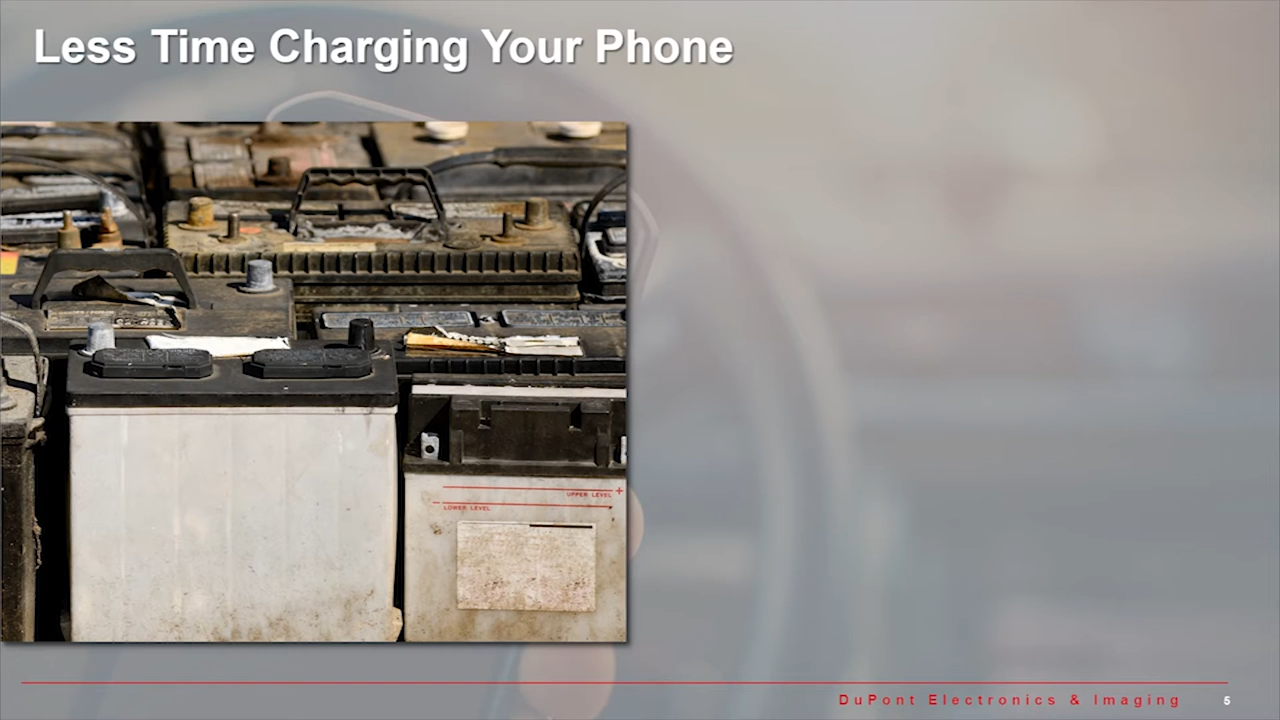 Less Time Charging Your Phone
UPPER LEVEL
LOWER LEVEL
DuPont Electronics & Imaging
5